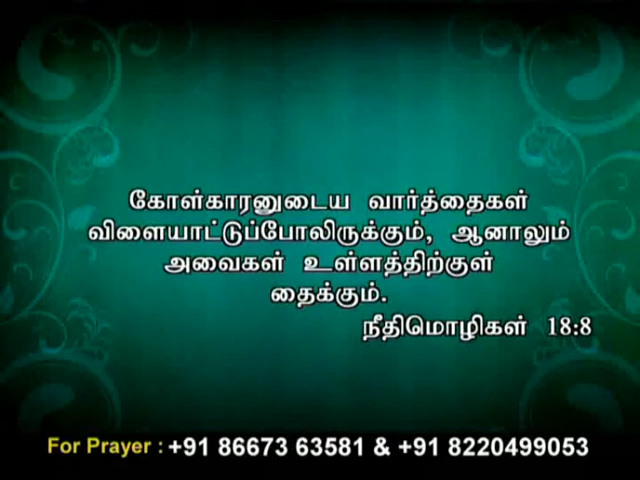 கோள்காரனுடைய வார்த்தைகள்
விளையாட்டுப்போலிருக்கும், ஆனாலும்
அவைகள் உள்ளத்திற்குள்
தைக்கும்.
நீதிமொழிகள் 18:8
For Prayer : +91 86673 63581 & +91 8220499053